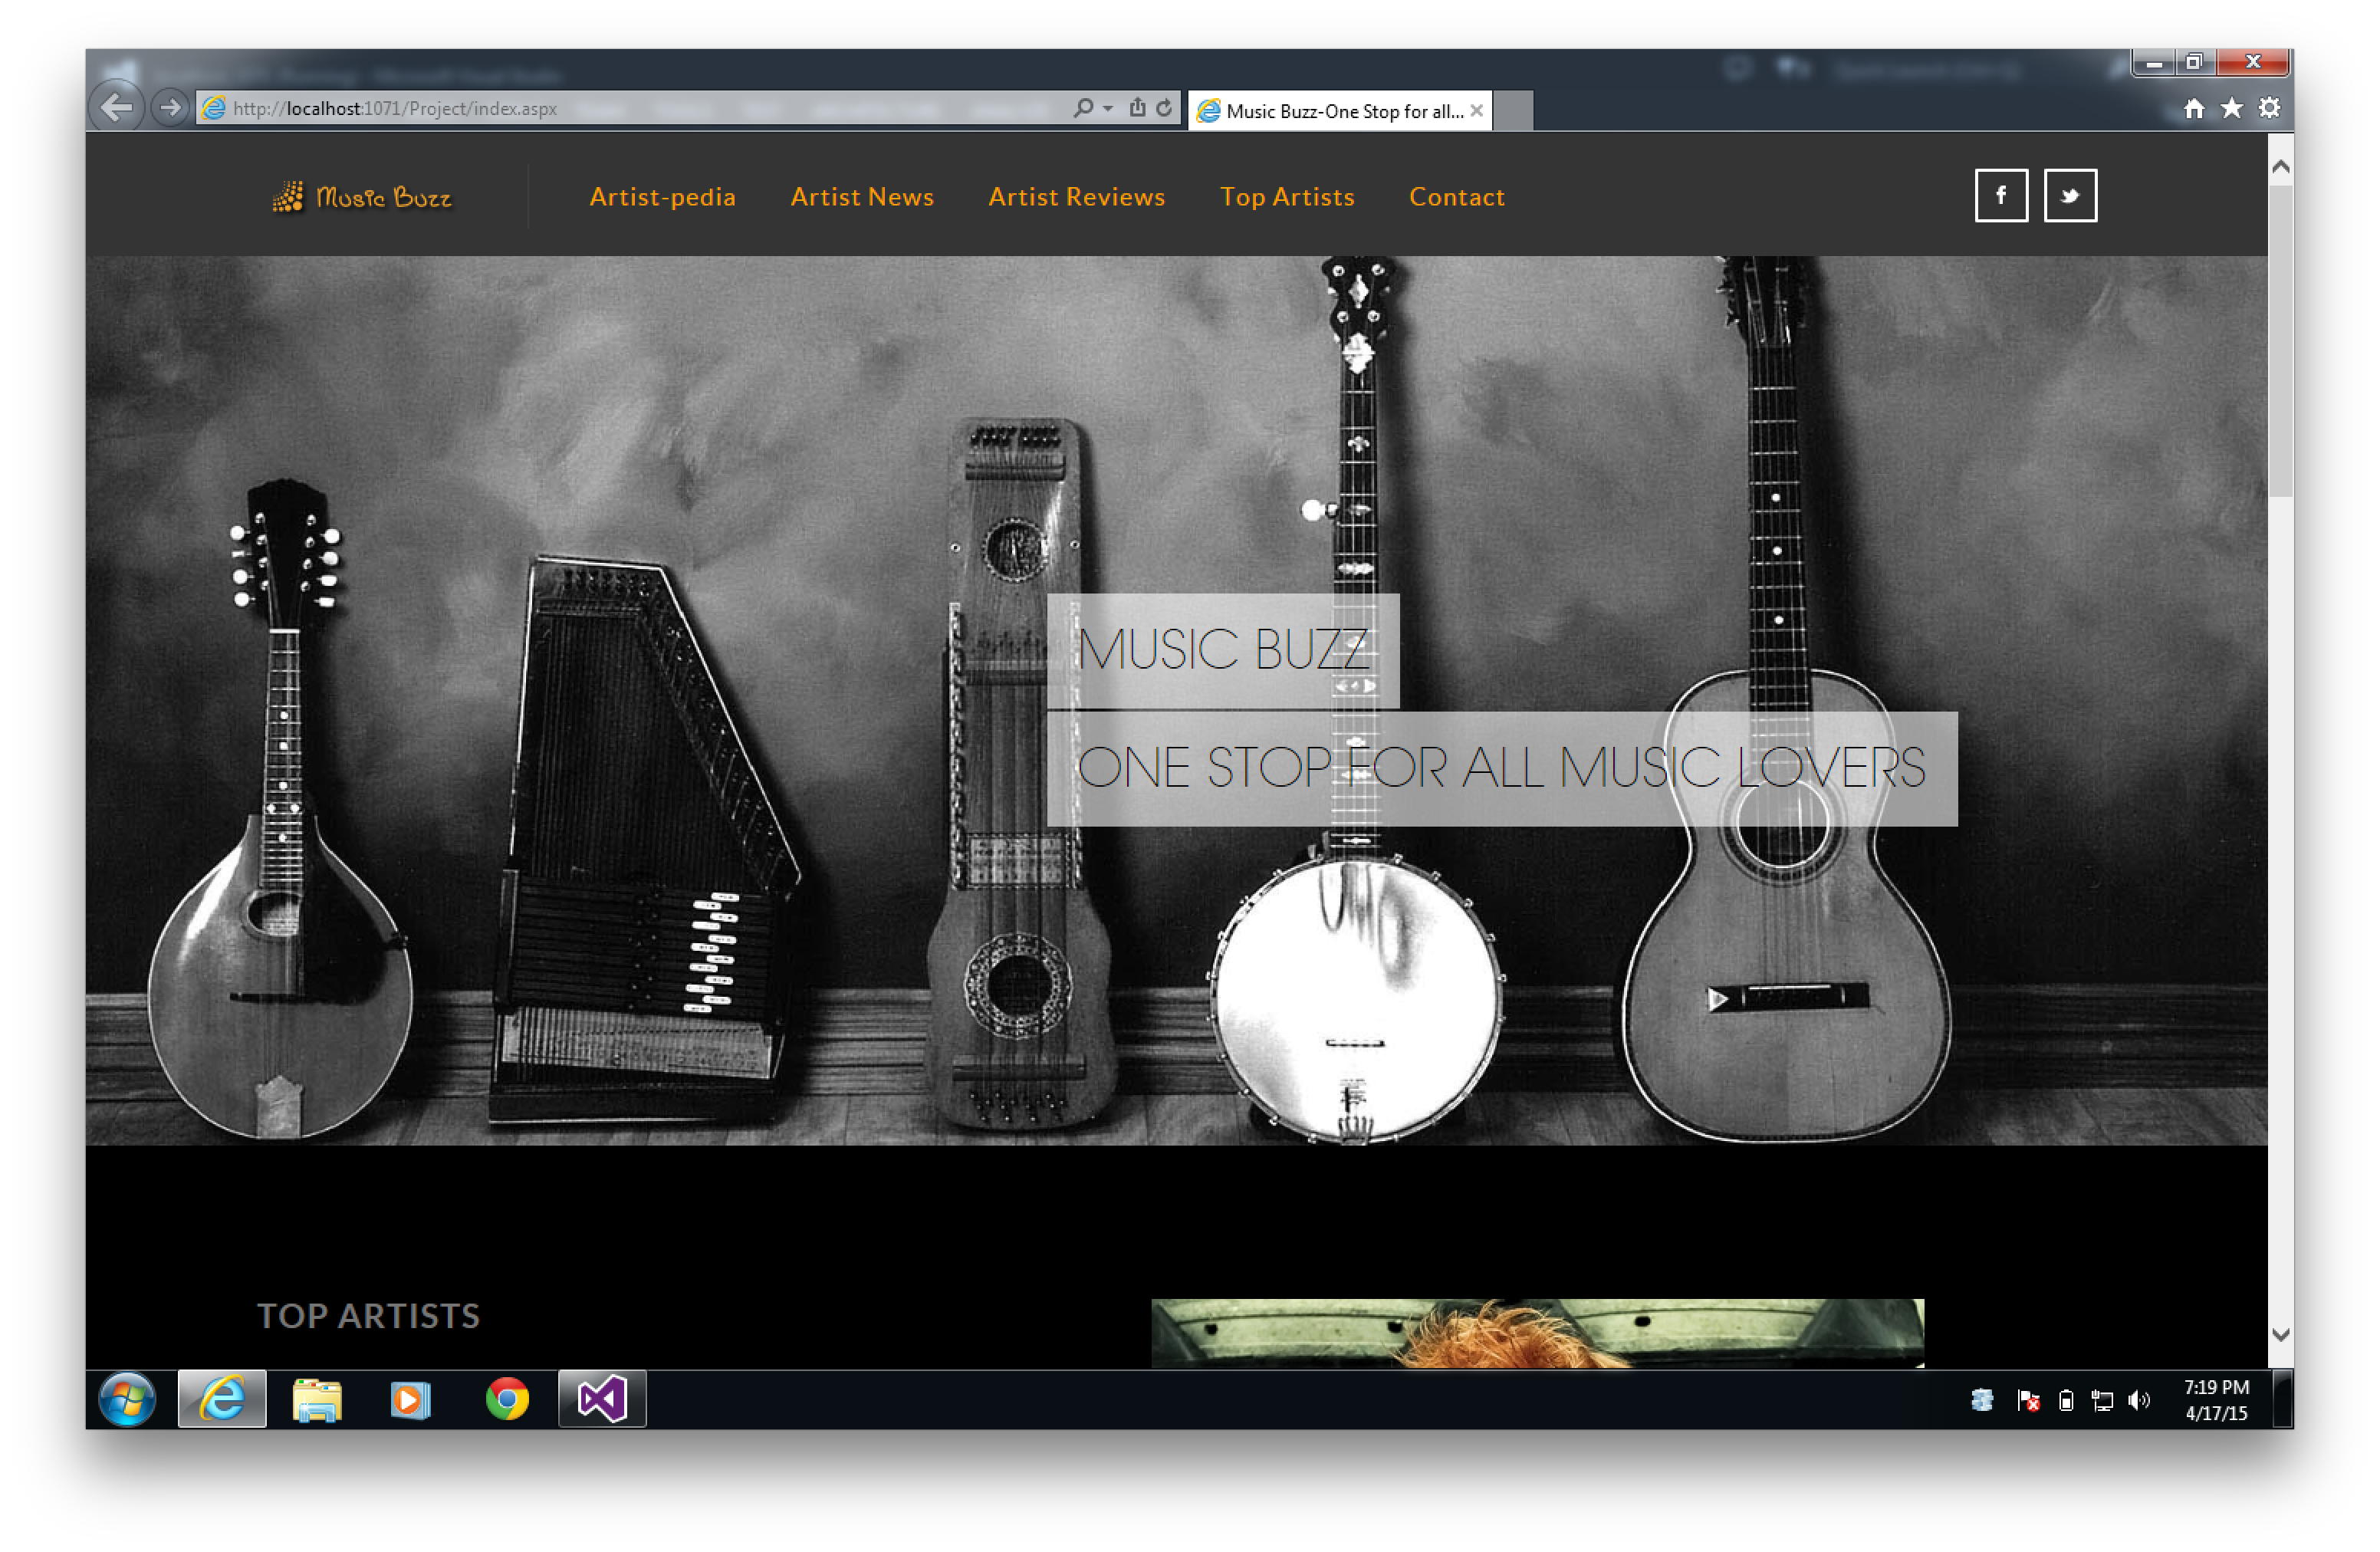 http://localhost:1071/Project/index.aspx
Music Buzz-One Stop for all...
Music Buzz
Artist-pedia
Artist News
Artist Reviews
Top Artists
Contact
MUSIC BUZZ
ONE STOP FOR ALL MUSIC LOVERS
TOP ARTISTS
7:19 PM
4/17/15